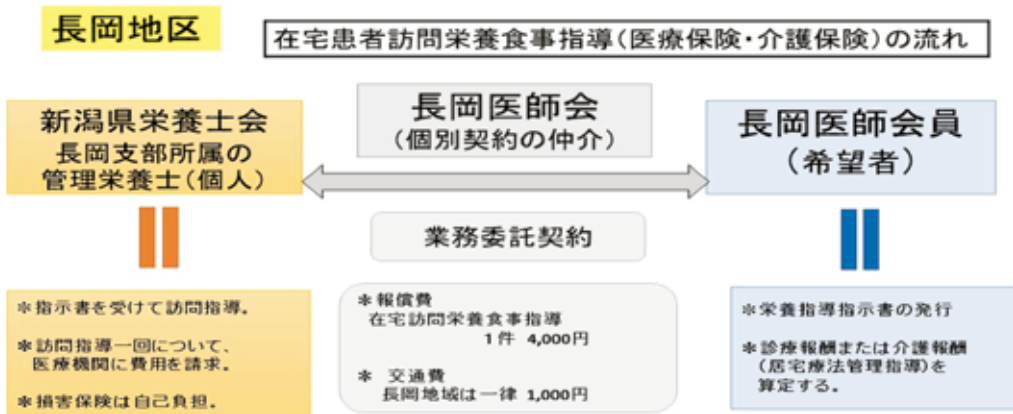 長岡地区
在宅患者訪問栄養食事指導(医療保険・介護保険)の流れ
新潟県栄養士会
長岡支部所属の
管理栄養士(個人)
長岡医師会
(個別契約の仲介)
長岡医師会員
(希望者)
業務委託契約
＊指示書を受けて訪問指導。
＊訪問指導一回について、
医療機関に費用を請求。
＊損害保険は自己負担。
＊報償費
在宅訪問栄養食事指導
1件 4,000円
＊ 交通費
長岡地域は一律 1,000円
＊栄養指導指示書の発行
＊診療報酬または介護報酬
(居宅療法管理指導)を
算定する。